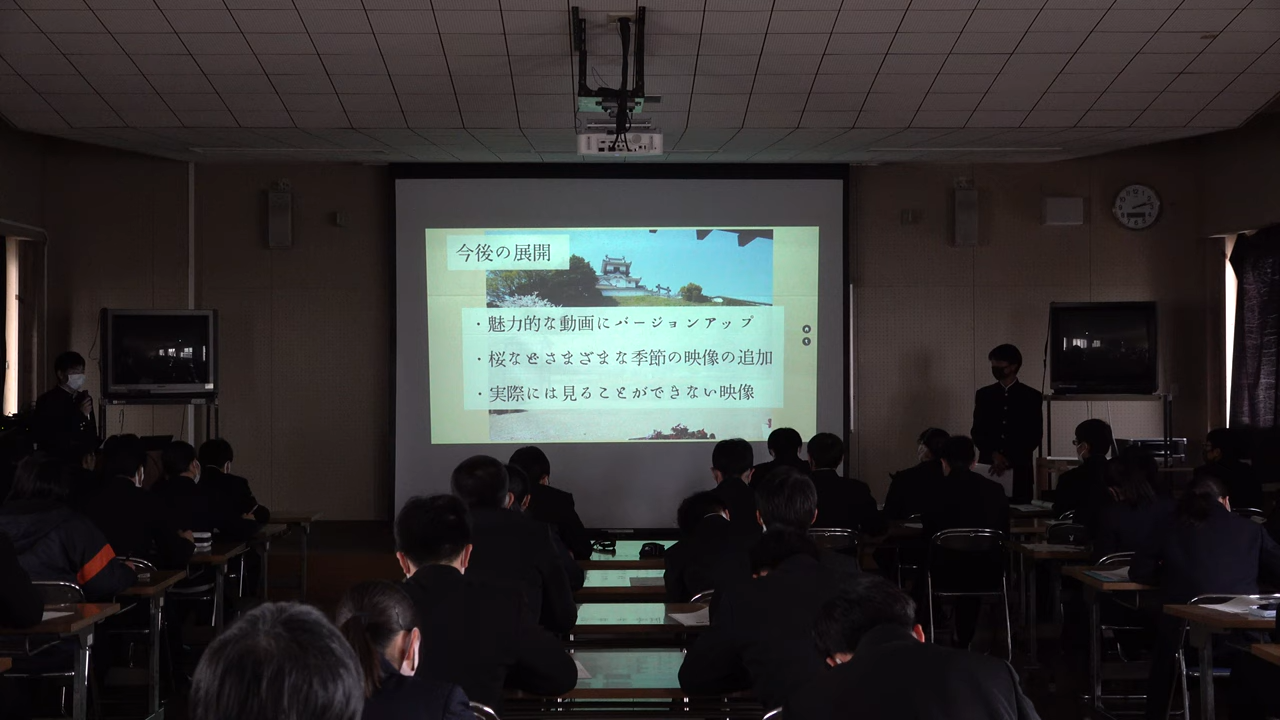 今後の展開
・魅力的な動画にバージョンアップ
・桜などさまざまな季節の映像の追加
・実際には見ることができない映像